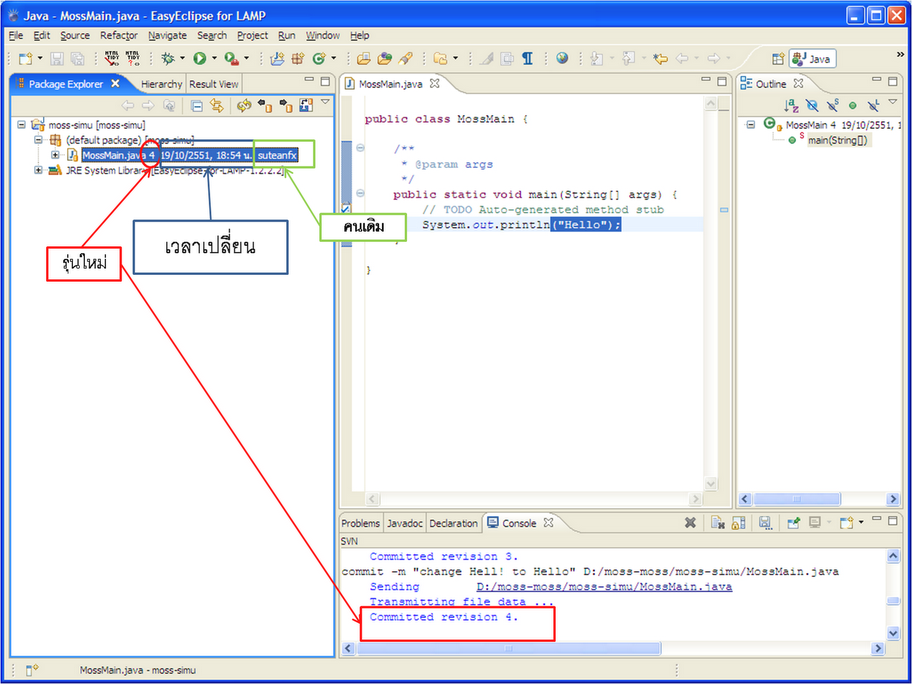 Java - MossMain.java - EasyEclipse for LAMP
File Edit Source Refactor Navigate Search Project Run Window Help
Java
Package Explorer Hierarchy Result View
MossMain.java
Outline
moss-simu [moss-simu]
(default package) [moss-simu]
MossMain.java 4 19/10/2551, 18:54 น. suteanfx
JRE System Library [EasyEclipse-for-LAMP-1.2.2.2]
รุ่นใหม่
เวลาเปลี่ยน
คนเดิม
public class MossMain {
/**
* @param args
*/
public static void main(String[] args) {
// TODO Auto-generated method stub
System.out.println("Hello");
}
MossMain 4 19/10/2551, 1
main(String[])
Problems Javadoc Declaration Console
SVN
Committed revision 3.
commit -m "change Hell! to Hello" D:/moss-moss/moss-simu/MossMain.java
Sending D:/moss-moss/moss-simu/MossMain.java
Transmitting file data ...
Committed revision 4.
MossMain.java - moss-simu